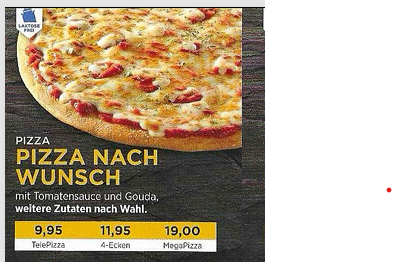 LAKTOSE
FREI
PIZZA
PIZZA NACH
WUNSCH
mit Tomatensauce und Gouda,
weitere Zutaten nach Wahl.
9,95 11,95 19,00
TelePizza 4-Ecken MegaPizza